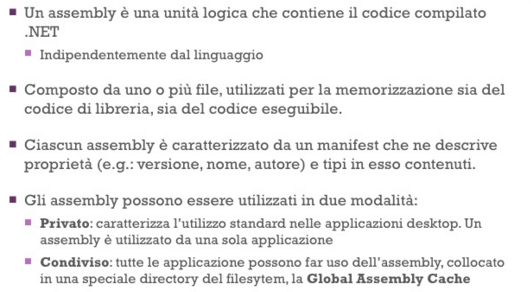 Un assembly è una unità logica che contiene il codice compilato
.NET
Indipendentemente dal linguaggio
Composto da uno o più file, utilizzati per la memorizzazione sia del
codice di libreria, sia del codice eseguibile.
Ciascun assembly è caratterizzato da un manifest che ne descrive
proprietà (e.g.: versione, nome, autore) e tipi in esso contenuti.
Gli assembly possono essere utilizzati in due modalità:
Privato: caratterizza l'utilizzo standard nelle applicazioni desktop. Un
assembly è utilizzato da una sola applicazione
Condiviso: tutte le applicazione possono far uso dell'assembly, collocato
in una speciale directory del filesytem, la Global Assembly Cache